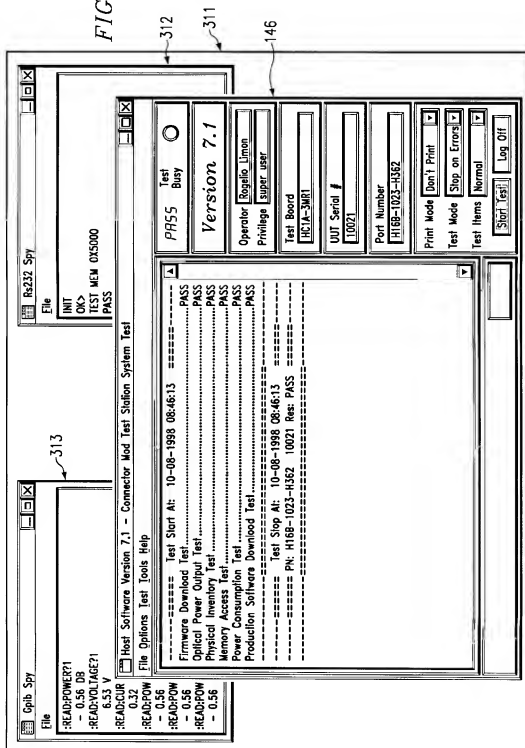 FIG
312
311
146
313
Gpib Spy
File
:READ:POWER?1
- 0.56 DB
:READ:VOLTAGE?1
6.53 V
:READ:CUR
0.32
:READ:POW
- 0.56
:READ:POW
- 0.56
:READ:POW
- 0.56
Rs232 Spy
File
INIT
OK>
TEST MEM 0X5000
PASS
Host Software Version 7.1 - Connector Mod Test Station System Test
File Options Test Tools Help
-----====== Test Start At: 10-08-1998 08:46:13 ======-----
Firmware Download Test PASS
Optical Power Output Test PASS
Physical Inventory Test PASS
Memory Access Test PASS
Power Consumption Test PASS
Production Software Download Test PASS
-----====== Test Stop At: 10-08-1998 08:46:13 ======-----
-----====== PN: H16B-1023-H362 10021 Res: PASS ======-----
PASS Test Busy
Version 7.1
Operator Rogelio Limon
Privilege super user
Test Board
HC1A-3MR1
UUT Serial #
10021
Port Number
H16B-1023-H362
Print Mode Don't Print
Test Mode Stop on Errors
Test Items Normal
Start Test Log Off